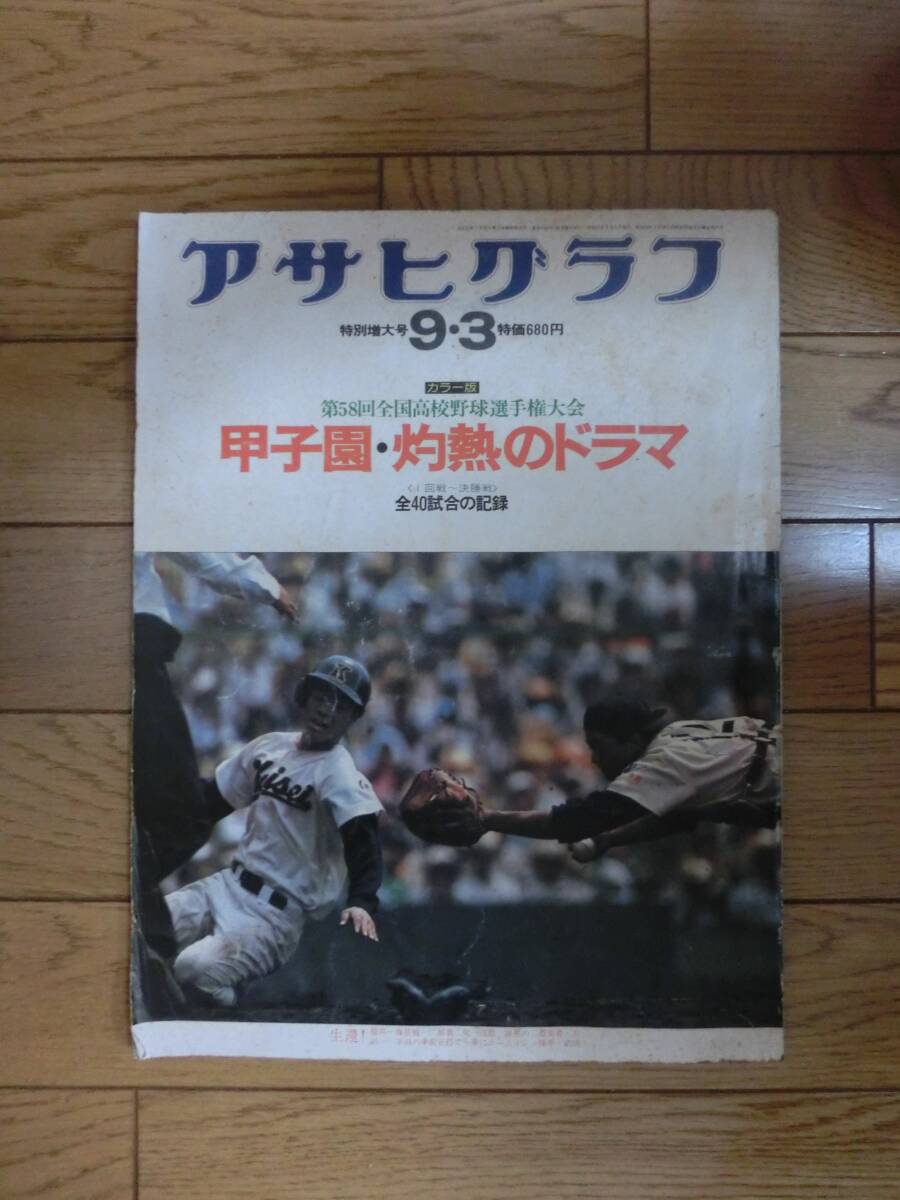 アサヒグラフ
特別増大号 9・3 特価680円
カラー版
第58回全国高校野球選手権大会
甲子園・灼熱のドラマ
〈1回戦~決勝戦〉
全40試合の記録
K
Kaisei
生還!